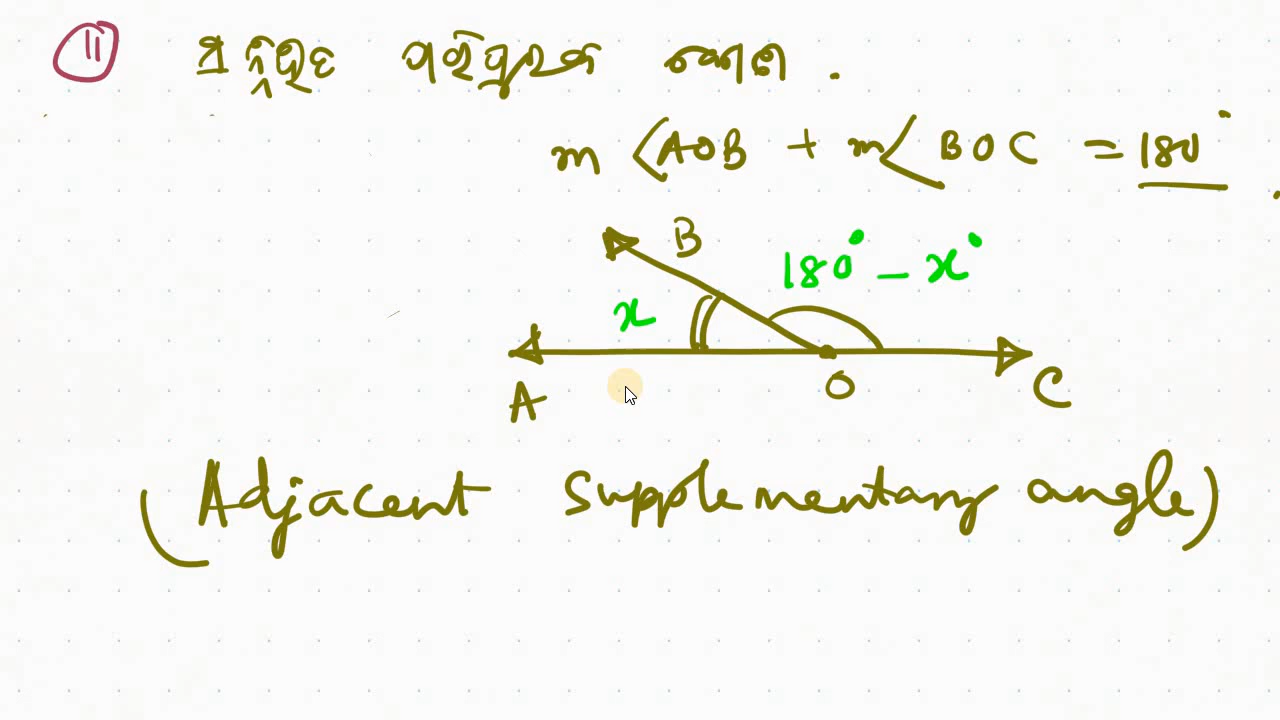 11 ସନ୍ନିହିତ ପରିପୂରକ କୋଣ .
m <AOB + m< BOC = 180°
B
180° - x°
x
A O C
(Adjacent Supplementary angle)